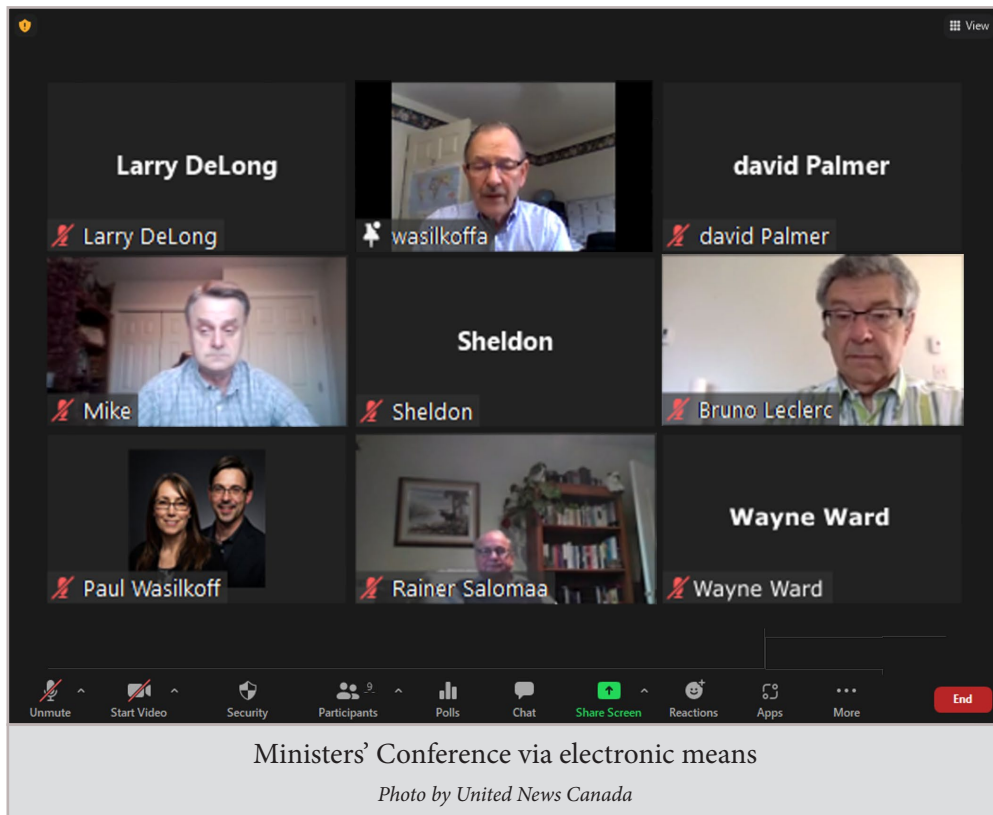 View
Larry DeLong
david Palmer
Larry DeLong
wasilkoffa
david Palmer
Sheldon
Mike
Sheldon
Bruno Leclerc
Wayne Ward
Paul Wasilkoff
Rainer Salomaa
Wayne Ward
9
Unmute
Start Video
Security
Participants
Polls
Chat
Share Screen
Reactions
Apps
More
End
Ministers’ Conference via electronic means
Photo by United News Canada